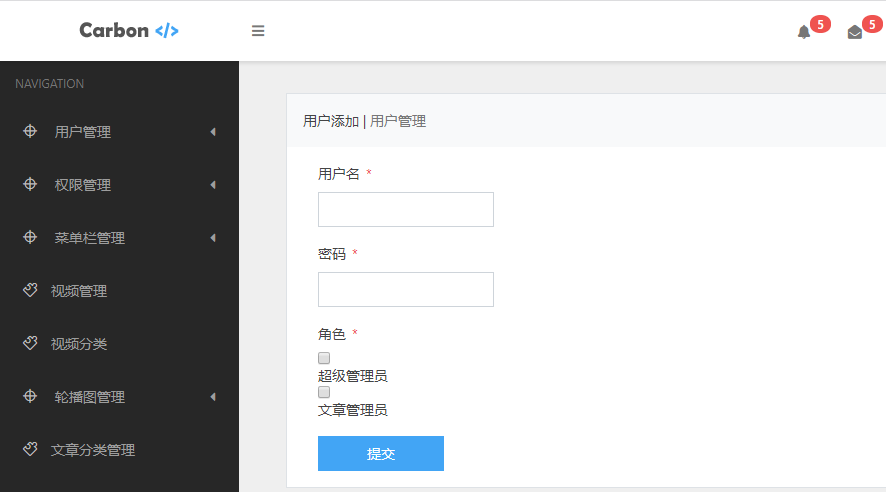 Carbon </>
5
5
NAVIGATION
用户管理
权限管理
菜单栏管理
视频管理
视频分类
轮播图管理
文章分类管理
用户添加 | 用户管理
用户名 *
密码 *
角色 *
超级管理员
文章管理员
提交